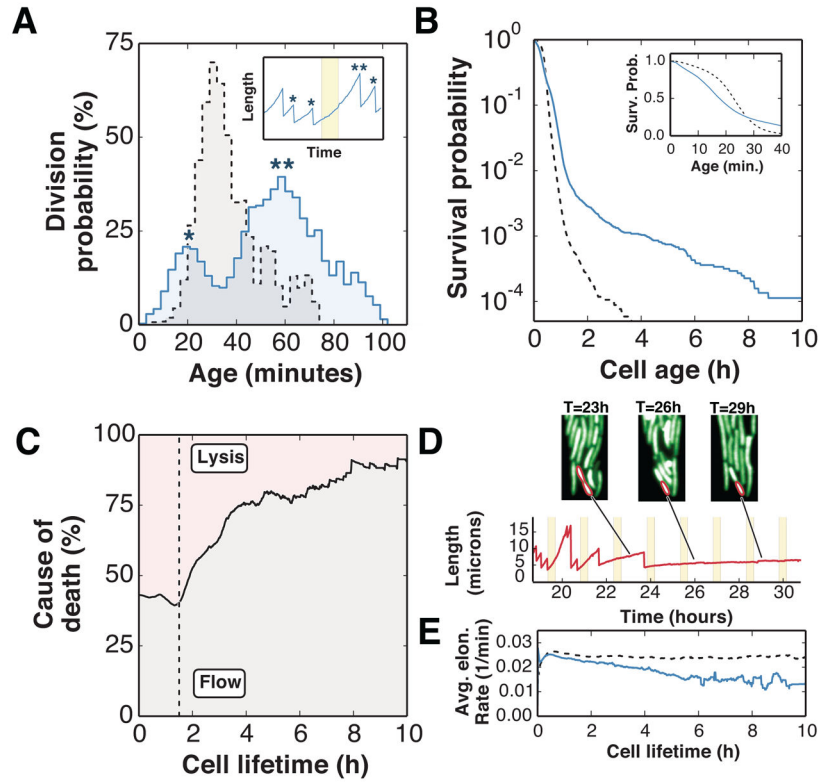 A
Division
probability (%)
75
50
25
0
20
40
60
80
100
Age (minutes)
*
**
Length
Time
*
*
**
*
B
Survival probability
10^0
10^-1
10^-2
10^-3
10^-4
0
2
4
6
8
10
Cell age (h)
Surv. Prob.
1.0
0.5
0.0
0
10
20
30
40
Age (min.)
C
Cause of
death (%)
100
75
50
25
0
0
2
4
6
8
10
Cell lifetime (h)
Lysis
Flow
D
T=23h
T=26h
T=29h
Length
(microns)
15
10
5
0
20
22
24
26
28
30
Time (hours)
E
Avg. elon.
Rate (1/min)
0.03
0.02
0.01
0.00
0
2
4
6
8
10
Cell lifetime (h)